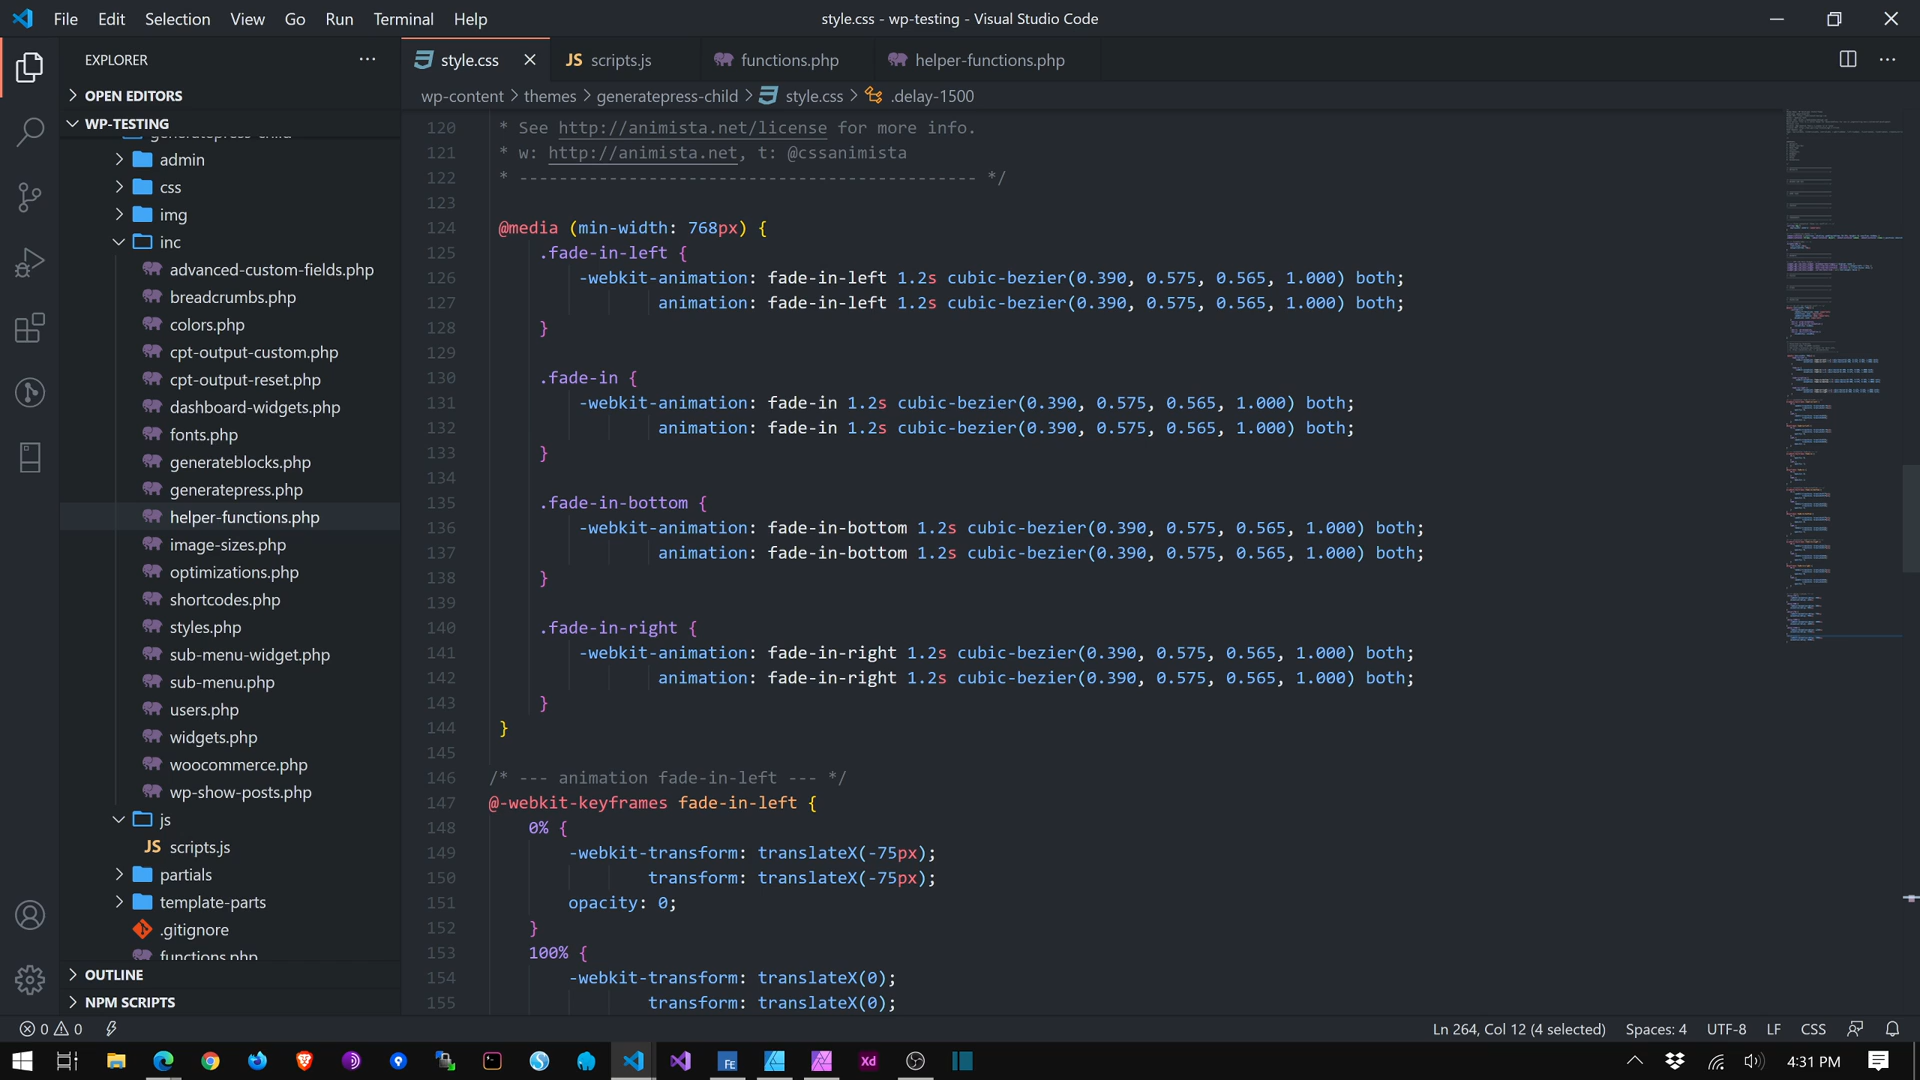 File Edit Selection View Go Run Terminal Help
style.css - wp-testing - Visual Studio Code
EXPLORER
OPEN EDITORS
WP-TESTING
generatepress-child
admin
css
img
inc
advanced-custom-fields.php
breadcrumbs.php
colors.php
cpt-output-custom.php
cpt-output-reset.php
dashboard-widgets.php
fonts.php
generateblocks.php
generatepress.php
helper-functions.php
image-sizes.php
optimizations.php
shortcodes.php
styles.php
sub-menu-widget.php
sub-menu.php
users.php
widgets.php
woocommerce.php
wp-show-posts.php
js
JS scripts.js
partials
template-parts
.gitignore
functions.php
OUTLINE
NPM SCRIPTS
style.css
JS scripts.js
functions.php
helper-functions.php
wp-content > themes > generatepress-child > style.css > .delay-1500
120 * See http://animista.net/license for more info.
121 * w: http://animista.net, t: @cssanimista
122 * ---------------------------------------------- */
123
124 @media (min-width: 768px) {
125 .fade-in-left {
126 -webkit-animation: fade-in-left 1.2s cubic-bezier(0.390, 0.575, 0.565, 1.000) both;
127 animation: fade-in-left 1.2s cubic-bezier(0.390, 0.575, 0.565, 1.000) both;
128 }
129
130 .fade-in {
131 -webkit-animation: fade-in 1.2s cubic-bezier(0.390, 0.575, 0.565, 1.000) both;
132 animation: fade-in 1.2s cubic-bezier(0.390, 0.575, 0.565, 1.000) both;
133 }
134
135 .fade-in-bottom {
136 -webkit-animation: fade-in-bottom 1.2s cubic-bezier(0.390, 0.575, 0.565, 1.000) both;
137 animation: fade-in-bottom 1.2s cubic-bezier(0.390, 0.575, 0.565, 1.000) both;
138 }
139
140 .fade-in-right {
141 -webkit-animation: fade-in-right 1.2s cubic-bezier(0.390, 0.575, 0.565, 1.000) both;
142 animation: fade-in-right 1.2s cubic-bezier(0.390, 0.575, 0.565, 1.000) both;
143 }
144 }
145
146 /* --- animation fade-in-left --- */
147 @-webkit-keyframes fade-in-left {
148 0% {
149 -webkit-transform: translateX(-75px);
150 transform: translateX(-75px);
151 opacity: 0;
152 }
153 100% {
154 -webkit-transform: translateX(0);
155 transform: translateX(0);
0 0
Ln 264, Col 12 (4 selected) Spaces: 4 UTF-8 LF CSS
FE
Xd
4:31 PM